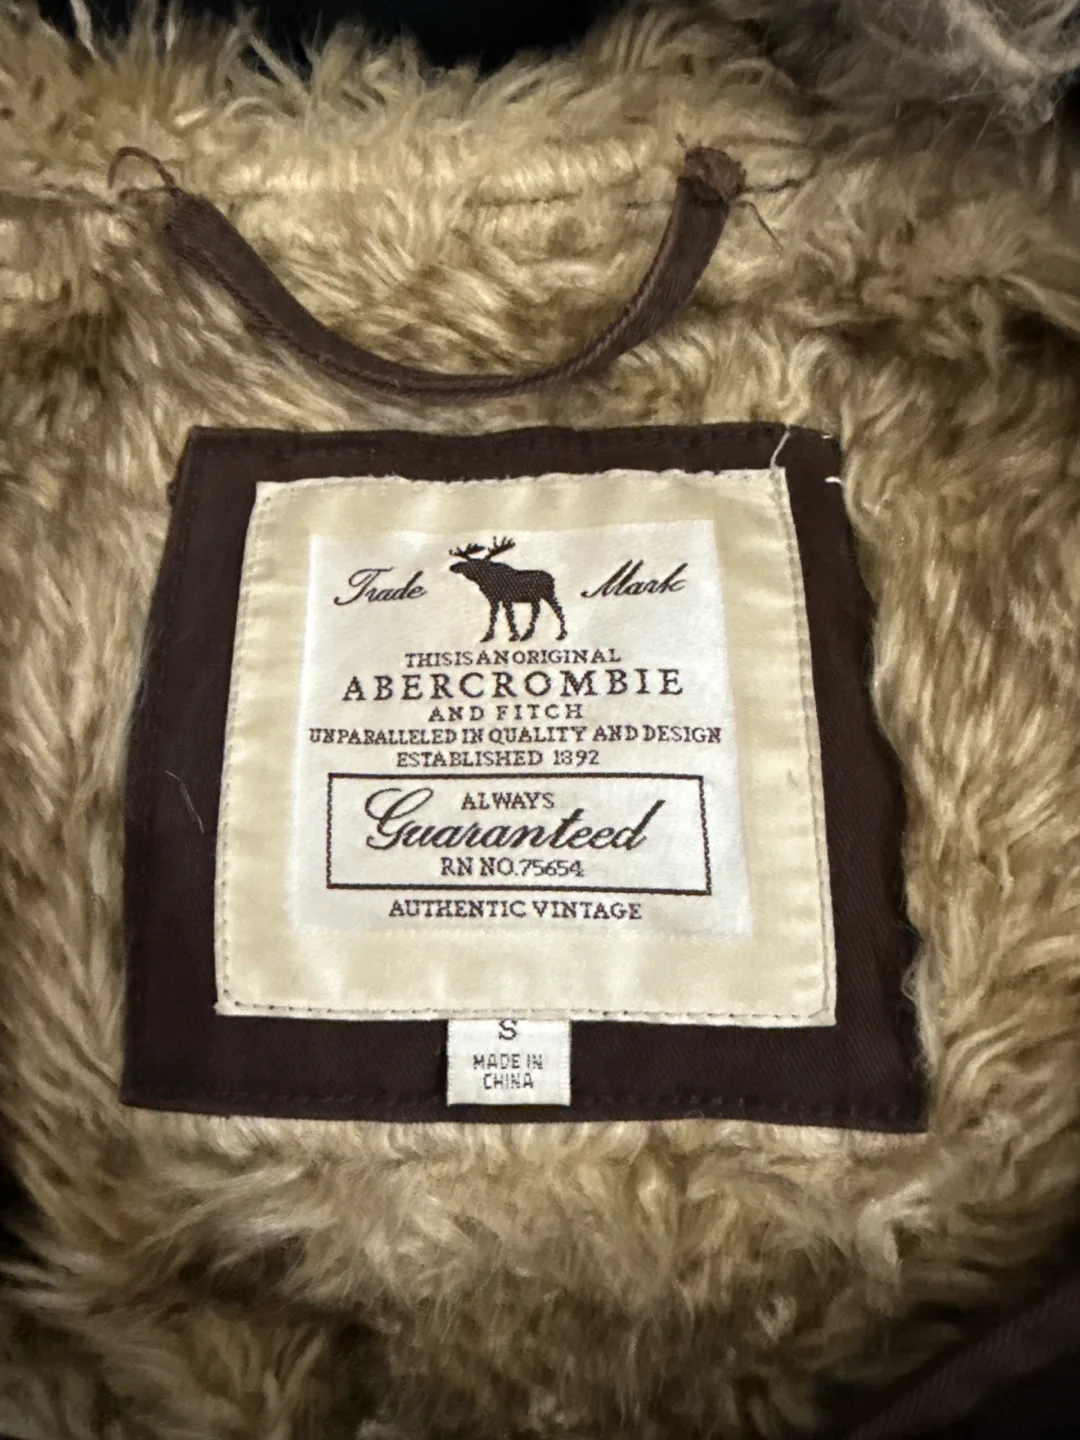 Trade Mark
THIS IS AN ORIGINAL
ABERCROMBIE
AND FITCH
UNPARALLELED IN QUALITY AND DESIGN
ESTABLISHED 1892
ALWAYS
Guaranteed
RN NO.75654
AUTHENTIC VINTAGE
S
MADE IN
CHINA